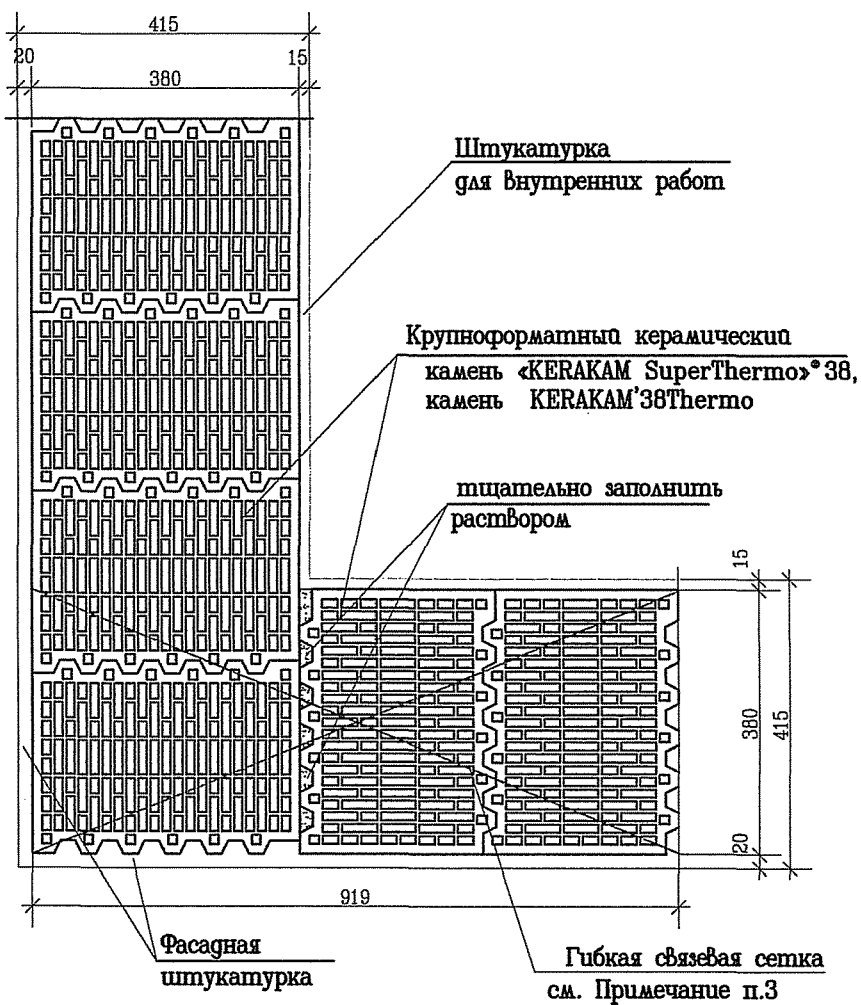 415
20
15
380
Штукатурка
для внутренних работ
Крупноформатный керамический
камень «KERAKAM SuperThermo»® 38,
камень KERAKAM'38Thermo
тщательно заполнить
раствором
15
380
415
20
919
Фасадная
штукатурка
Гибкая связевая сетка
см. Примечание п.3